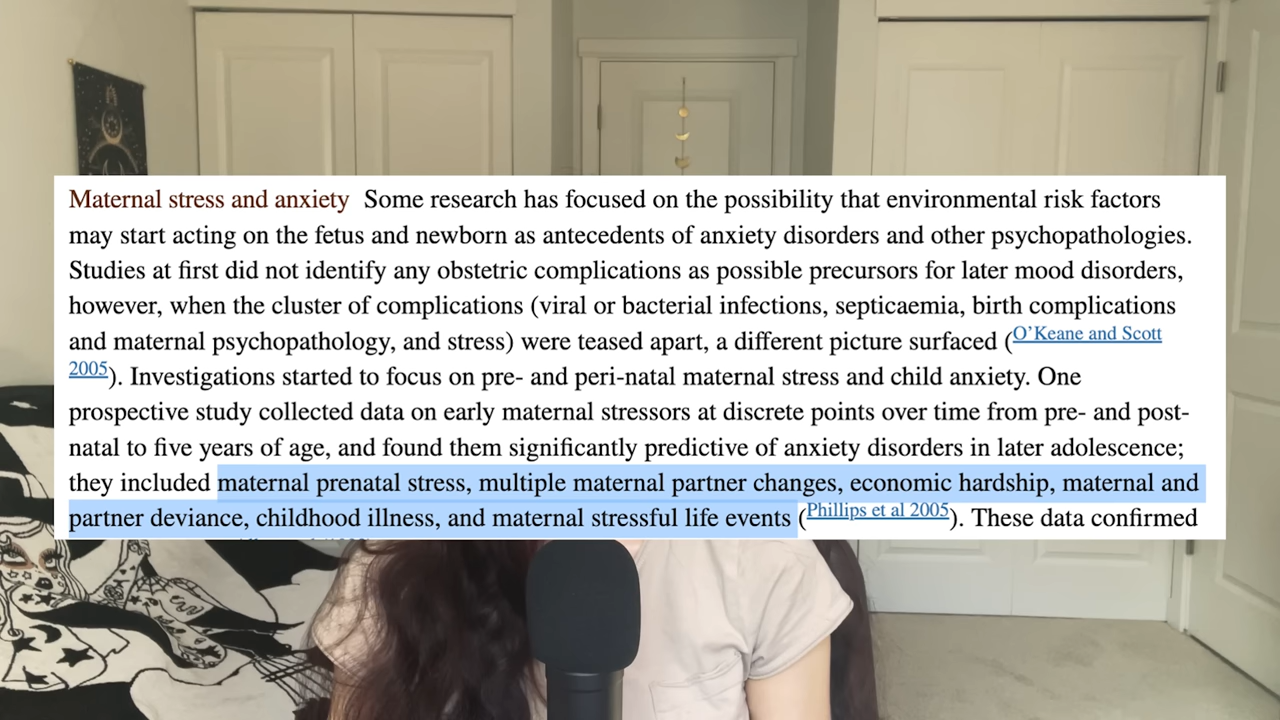 Maternal stress and anxiety Some research has focused on the possibility that environmental risk factors
may start acting on the fetus and newborn as antecedents of anxiety disorders and other psychopathologies.
Studies at first did not identify any obstetric complications as possible precursors for later mood disorders,
however, when the cluster of complications (viral or bacterial infections, septicaemia, birth complications
and maternal psychopathology, and stress) were teased apart, a different picture surfaced (O’Keane and Scott
2005). Investigations started to focus on pre- and peri-natal maternal stress and child anxiety. One
prospective study collected data on early maternal stressors at discrete points over time from pre- and post-
natal to five years of age, and found them significantly predictive of anxiety disorders in later adolescence;
they included maternal prenatal stress, multiple maternal partner changes, economic hardship, maternal and
partner deviance, childhood illness, and maternal stressful life events (Phillips et al 2005). These data confirmed